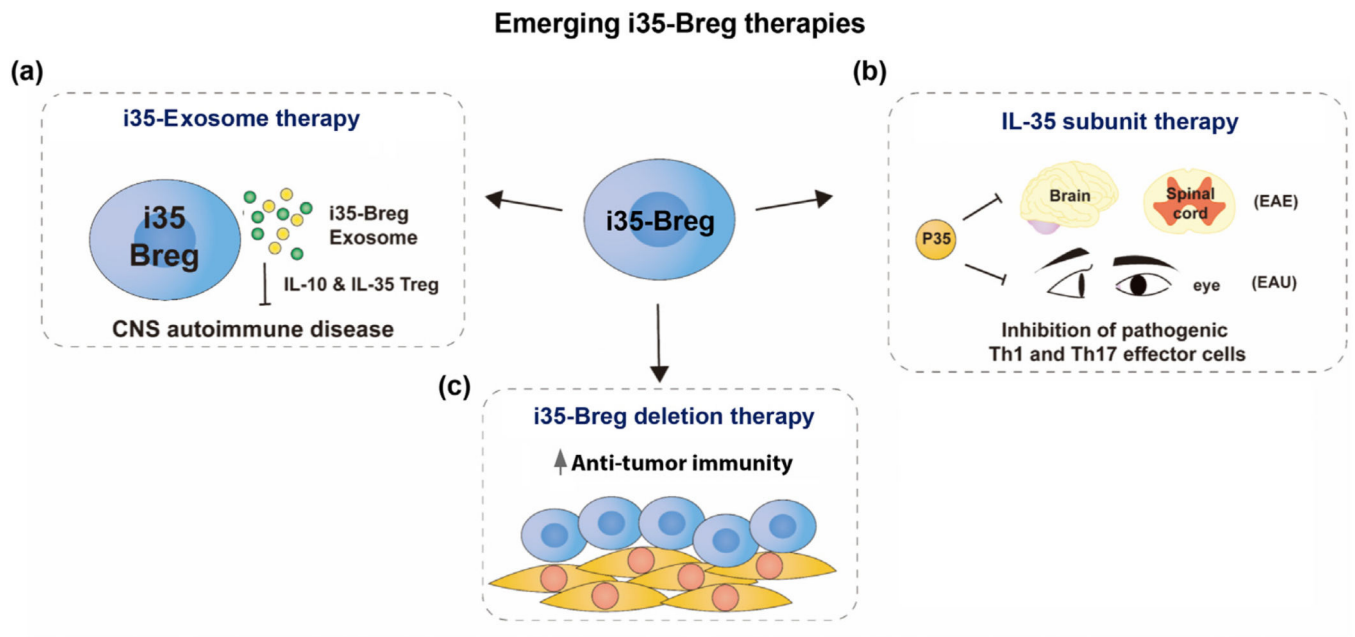 Emerging i35-Breg therapies
(a)
i35-Exosome therapy
i35
Breg
i35-Breg
Exosome
IL-10 & IL-35 Treg
CNS autoimmune disease
i35-Breg
(b)
IL-35 subunit therapy
P35
Brain
Spinal
cord
(EAE)
eye
(EAU)
Inhibition of pathogenic
Th1 and Th17 effector cells
(c)
i35-Breg deletion therapy
Anti-tumor immunity